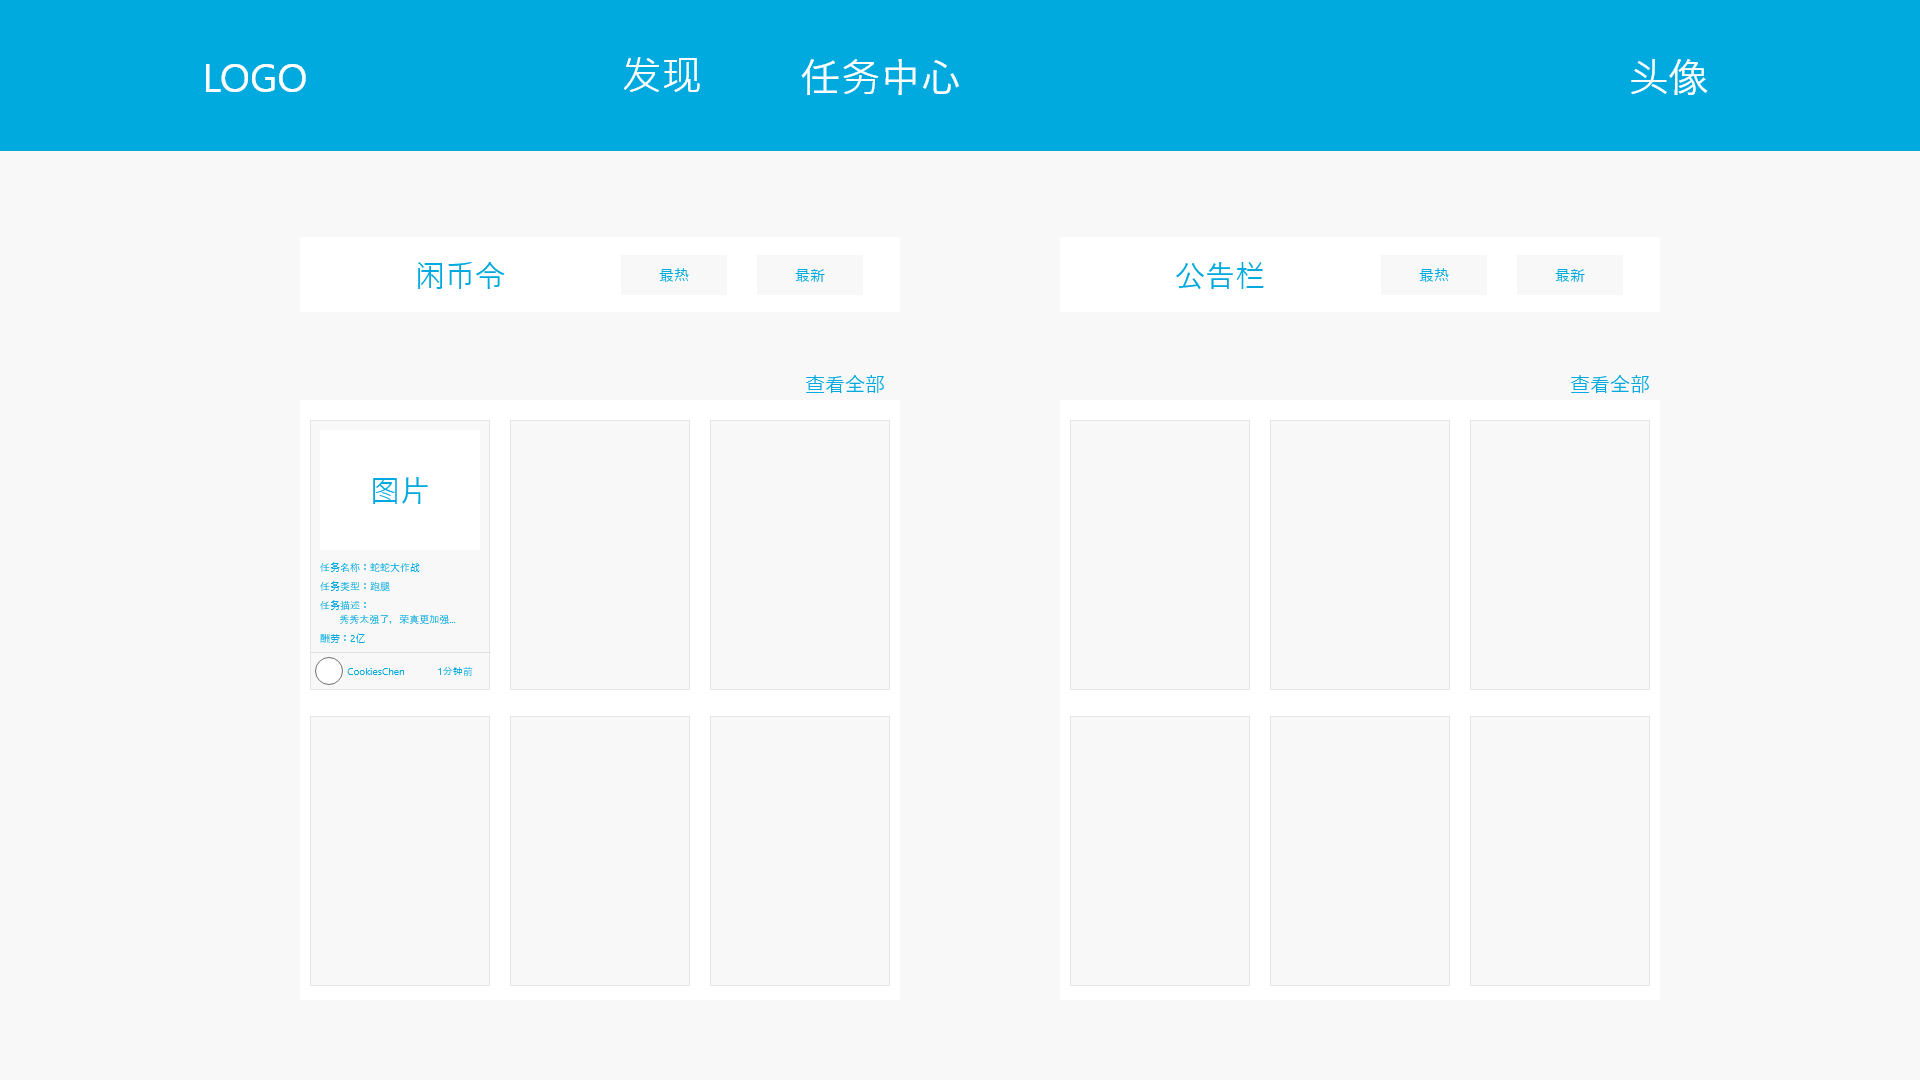 LOGO 发现 任务中心 头像
闲币令 最热 最新
公告栏 最热 最新
查看全部
查看全部
图片
任务名称：蛇蛇大作战
任务类型：跑腿
任务描述：
秀秀太强了，荣真更加强...
酬劳：2亿
CookiesChen 1分钟前